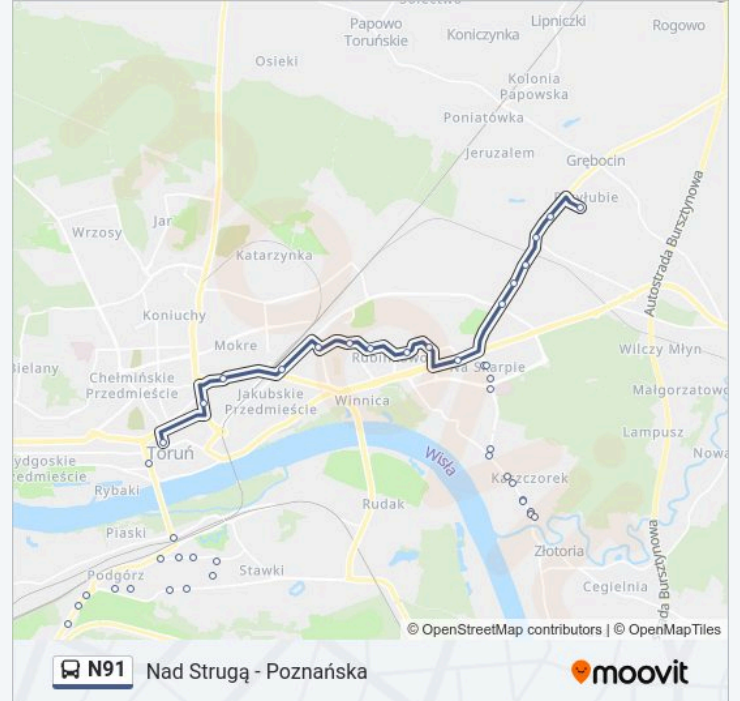 Papowo
Toruńskie
Koniczynka
Lipniczki
Rogowo
Osieki
Kolonia
Papowska
Poniatówka
Jeruzalem
Grębocin
Autostrada Bursztynowa
Wrzosy
Jar
Katarzynka
Koniuchy
Mokre
Wilczy Młyn
Bielany
Chełmińskie
Przedmieście
Jakubskie
Przedmieście
Winnica
Na Skarpie
Małgorzatowo
Lampusz
Toruń
Wisła
Rybaki
Kaszczorek
Rudak
Piaski
Złotoria
Podgórz
Stawki
Cegielnia
© OpenStreetMap contributors | © OpenMapTiles
N91 Nad Strugą - Poznańska
moovit